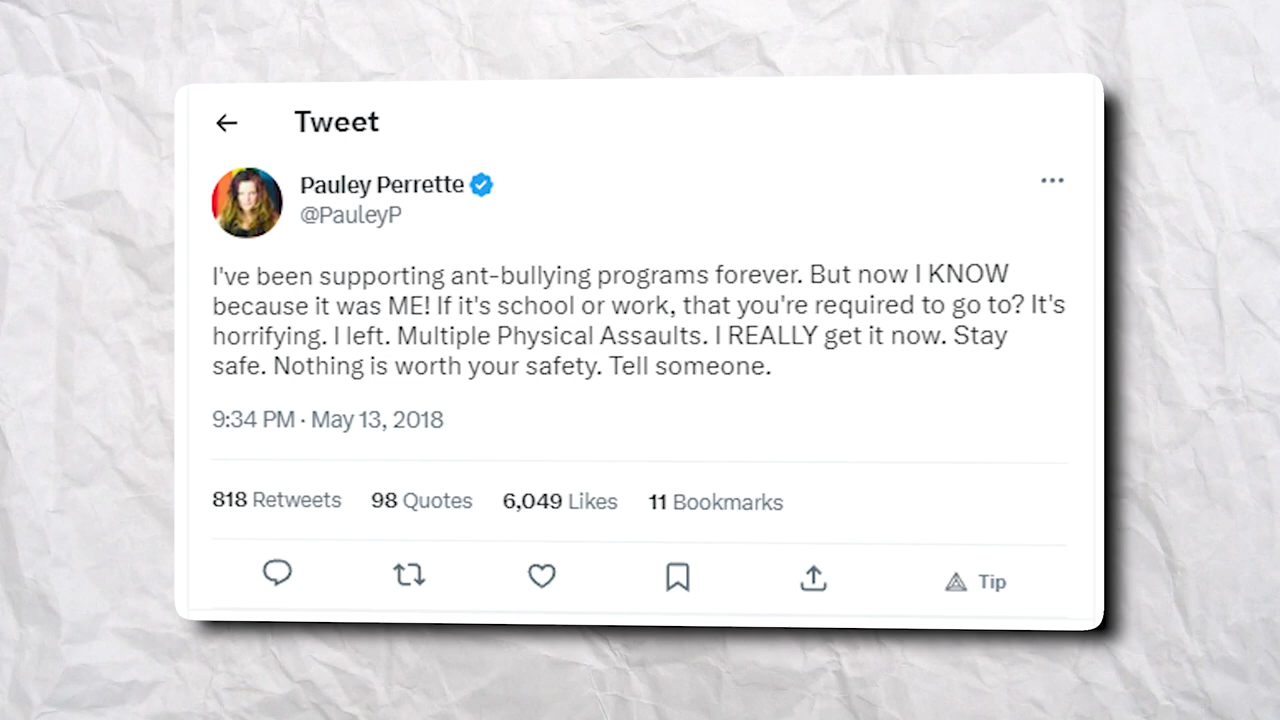 Tweet
Pauley Perrette
@PauleyP
I've been supporting ant-bullying programs forever. But now I KNOW
because it was ME! If it's school or work, that you're required to go to? It's
horrifying. I left. Multiple Physical Assaults. I REALLY get it now. Stay
safe. Nothing is worth your safety. Tell someone.
9:34 PM · May 13, 2018
818 Retweets 98 Quotes 6,049 Likes 11 Bookmarks
Tip